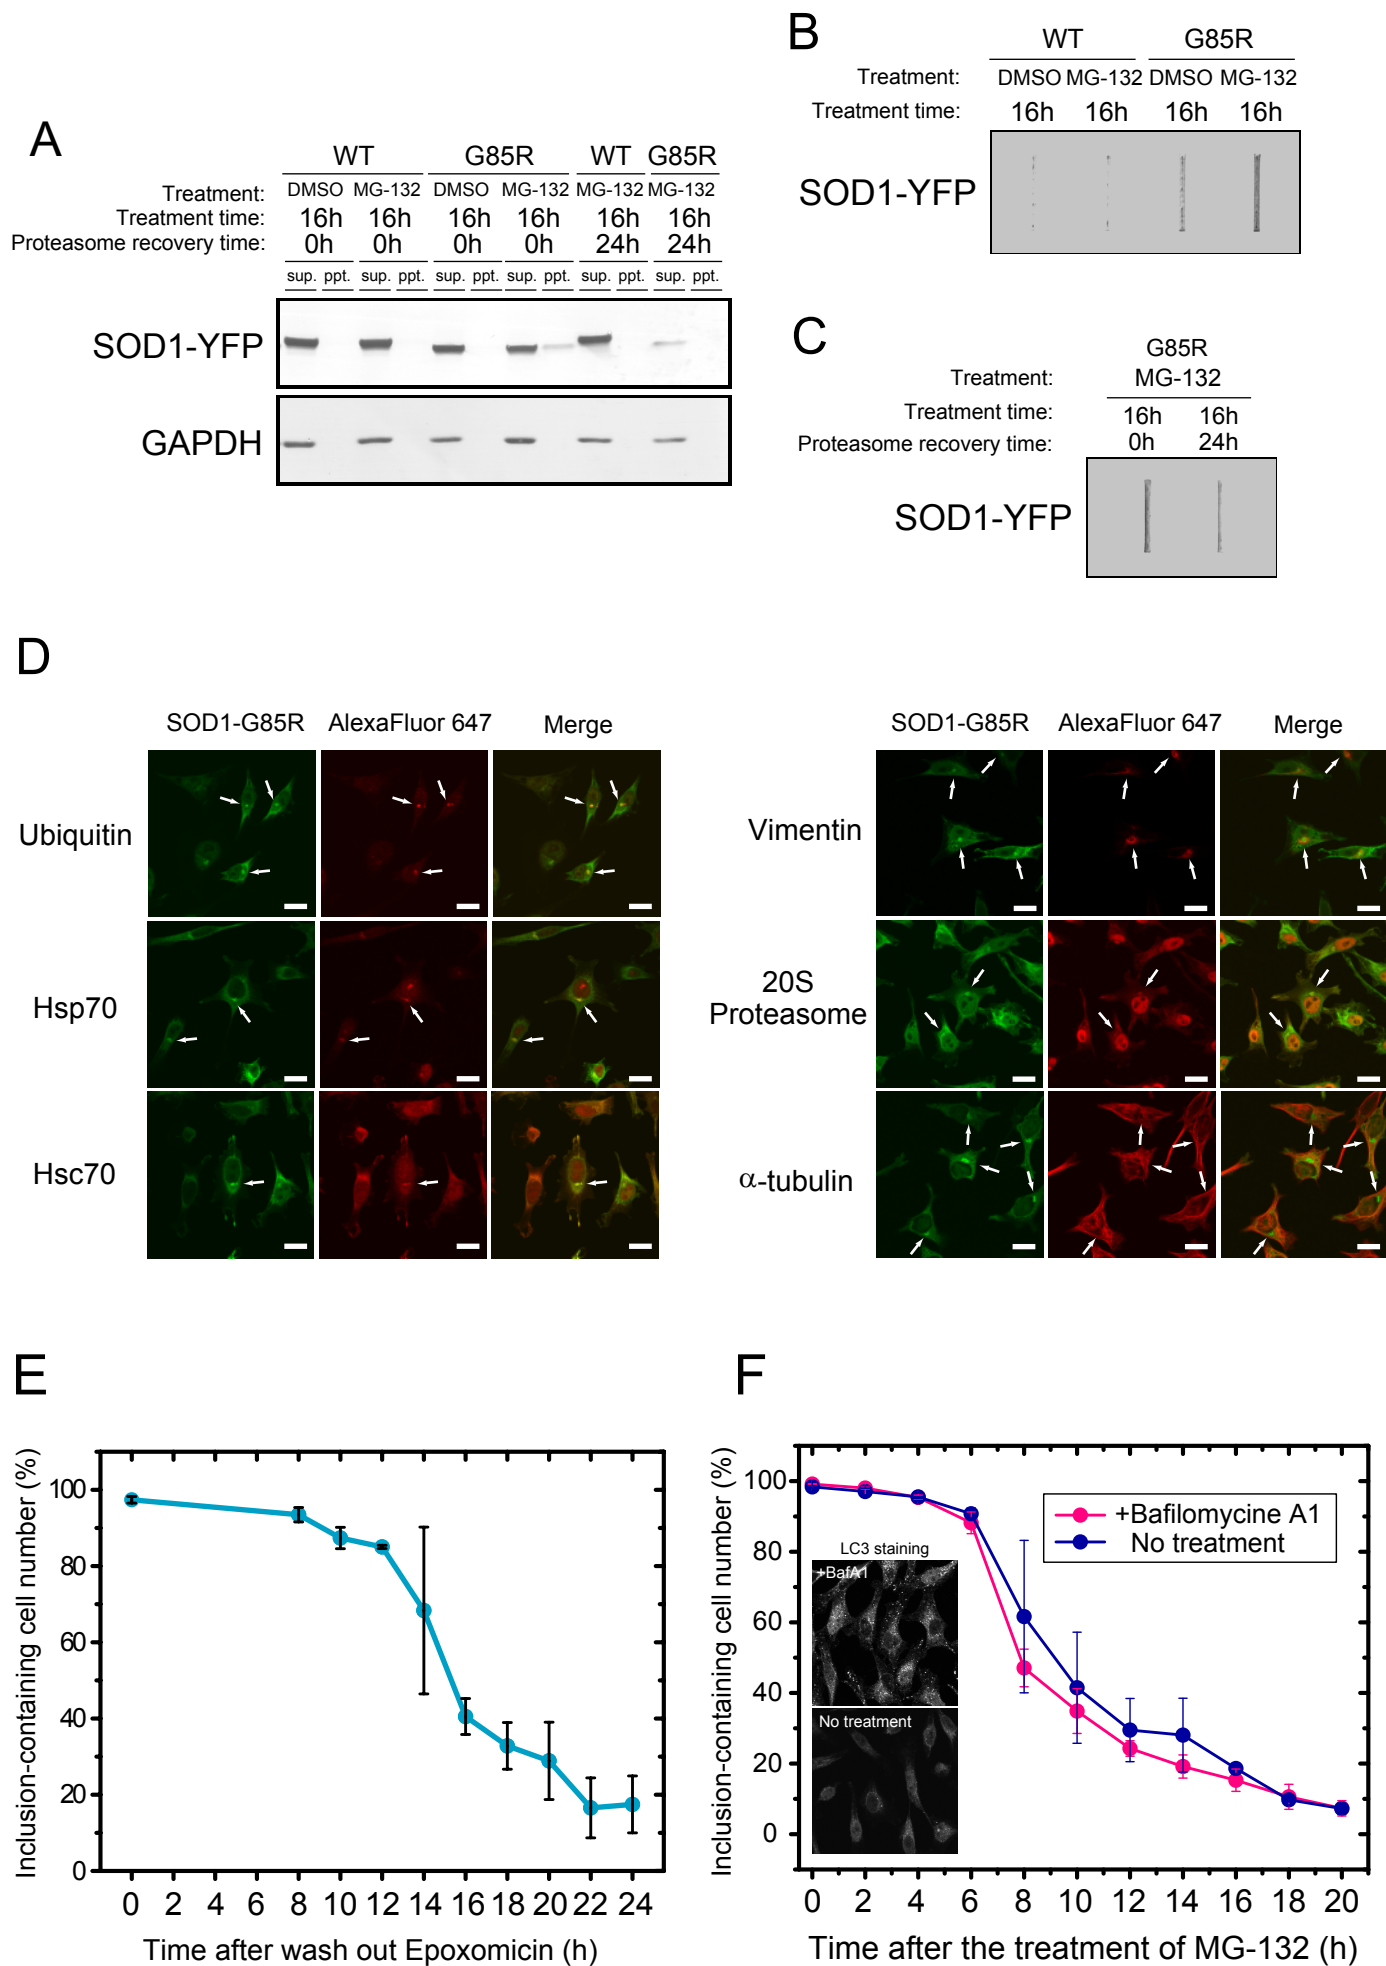 A
WT G85R WT G85R
Treatment: DMSO MG-132 DMSO MG-132 MG-132 MG-132
Treatment time: 16h 16h 16h 16h 16h 16h
Proteasome recovery time: 0h 0h 0h 0h 24h 24h
sup. ppt. sup. ppt. sup. ppt. sup. ppt. sup. ppt. sup. ppt.
SOD1-YFP
GAPDH
B
WT G85R
Treatment: DMSO MG-132 DMSO MG-132
Treatment time: 16h 16h 16h 16h
SOD1-YFP
C
G85R
Treatment: MG-132
Treatment time: 16h 16h
Proteasome recovery time: 0h 24h
SOD1-YFP
D
SOD1-G85R AlexaFluor 647 Merge
Ubiquitin
Hsp70
Hsc70
SOD1-G85R AlexaFluor 647 Merge
Vimentin
20S
Proteasome
α-tubulin
E
Inclusion-containing cell number (%)
100
80
60
40
20
0
0 2 4 6 8 10 12 14 16 18 20 22 24
Time after wash out Epoxomicin (h)
F
Inclusion-containing cell number (%)
100
80
60
40
20
0
+Bafilomycine A1
No treatment
LC3 staining
+BafA1
No treatment
0 2 4 6 8 10 12 14 16 18 20
Time after the treatment of MG-132 (h)